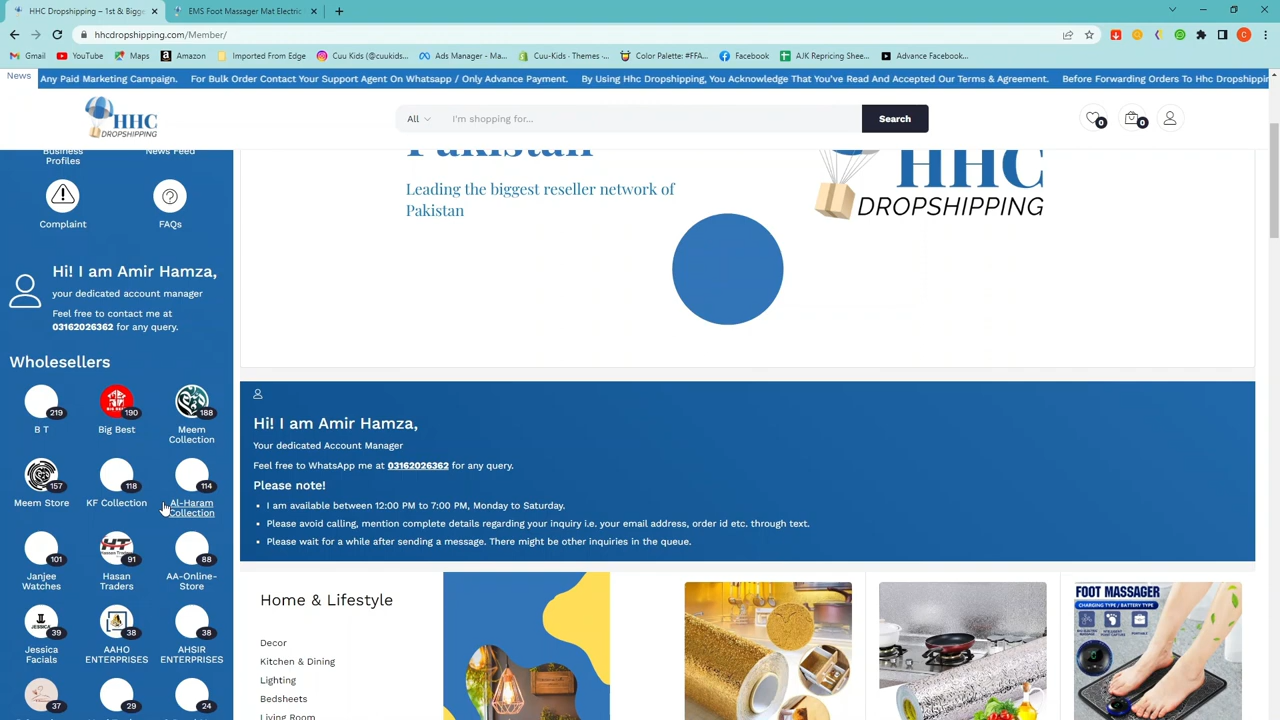 HHC Dropshipping – 1st & Bigge
EMS Foot Massager Mat Electric
hhcdropshipping.com/Member/
Gmail
YouTube
Maps
Amazon
Imported From Edge
Cuu Kids (@cuukids...
Ads Manager - Ma...
Cuu-Kids · Themes ·...
Color Palette: #FFA...
Facebook
AJK Repricing Shee...
Advance Facebook...
C
News
Any Paid Marketing Campaign. For Bulk Order Contact Your Support Agent On Whatsapp / Only Advance Payment. By Using Hhc Dropshipping, You Acknowledge That You've Read And Accepted Our Terms & Agreement. Before Forwarding Orders To Hhc Dropshippin
HHC
DROPSHIPPING
All
I'm shopping for...
Search
0
0
Business
Profiles
News Feed
Complaint
FAQs
Hi! I am Amir Hamza,
your dedicated account manager
Feel free to contact me at
03162026362 for any query.
Wholesellers
219
B T
BIG BEST
190
Big Best
188
Meem
Collection
157
Meem Store
118
KF Collection
114
Al-Haram
Collection
101
Janjee
Watches
HT
91
Hasan
Traders
88
AA-Online-
Store
JESSICA
39
Jessica
Facials
38
AAHO
ENTERPRISES
38
AHSIR
ENTERPRISES
37
29
24
Pakistan
Leading the biggest reseller network of
Pakistan
HHC
DROPSHIPPING
Hi! I am Amir Hamza,
Your dedicated Account Manager
Feel free to WhatsApp me at 03162026362 for any query.
Please note!
I am available between 12:00 PM to 7:00 PM, Monday to Saturday.
Please avoid calling, mention complete details regarding your inquiry i.e. your email address, order id etc. through text.
Please wait for a while after sending a message. There might be other inquiries in the queue.
Home & Lifestyle
Decor
Kitchen & Dining
Lighting
Bedsheets
Living Room
FOOT MASSAGER
CHARGING TYPE / BATTERY TYPE